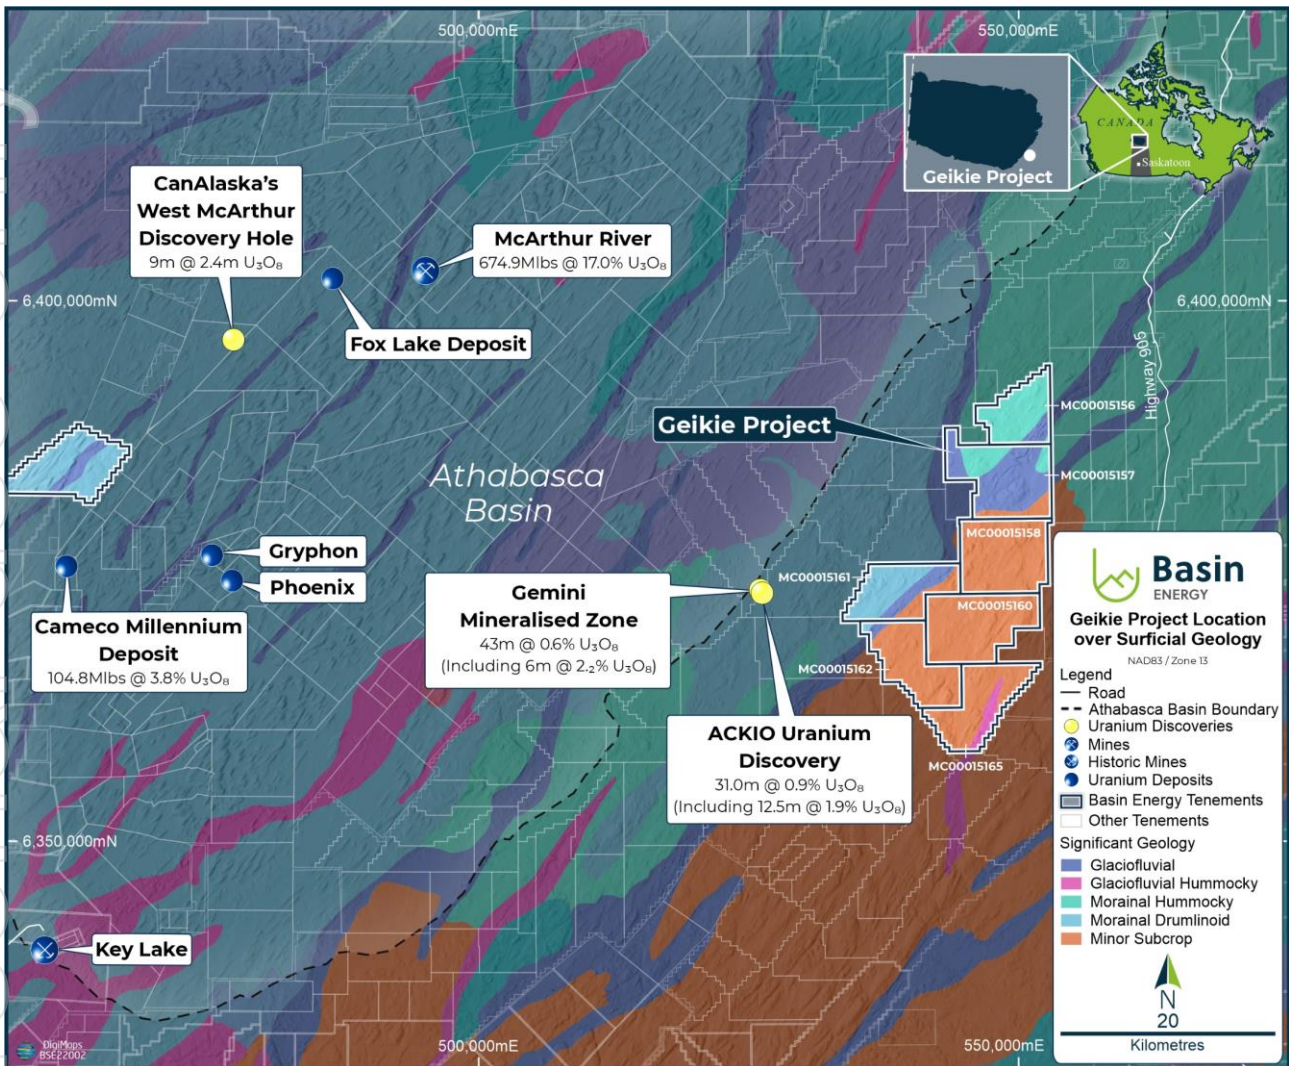 500,000mE
550,000mE
CANADA
Saskatoon
Geikie Project
CanAlaska's
West McArthur
Discovery Hole
9m @ 2.4m U₃O₈
McArthur River
674.9Mlbs @ 17.0% U₃O₈
6,400,000mN
6,400,000mN
Fox Lake Deposit
Highway 905
MC00015156
Geikie Project
MC00015157
Athabasca
Basin
MC00015158
Gryphon
Phoenix
MC00015161
MC00015160
Gemini
Mineralised Zone
43m @ 0.6% U₃O₈
(Including 6m @ 2.₂% U₃O₈)
Cameco Millennium
Deposit
104.8Mlbs @ 3.8% U₃O₈
MC00015162
ACKIO Uranium
Discovery
31.0m @ 0.9% U₃O₈
(Including 12.5m @ 1.9% U₃O₈)
MC00015165
6,350,000mN
Key Lake
Basin
ENERGY
Geikie Project Location
over Surficial Geology
NAD83 / Zone 13
Legend
Road
Athabasca Basin Boundary
Uranium Discoveries
Mines
Historic Mines
Uranium Deposits
Basin Energy Tenements
Other Tenements
Significant Geology
Glaciofluvial
Glaciofluvial Hummocky
Morainal Hummocky
Morainal Drumlinoid
Minor Subcrop
N
20
Kilometres
DigiMaps
BSE22002
500,000mE
550,000mE